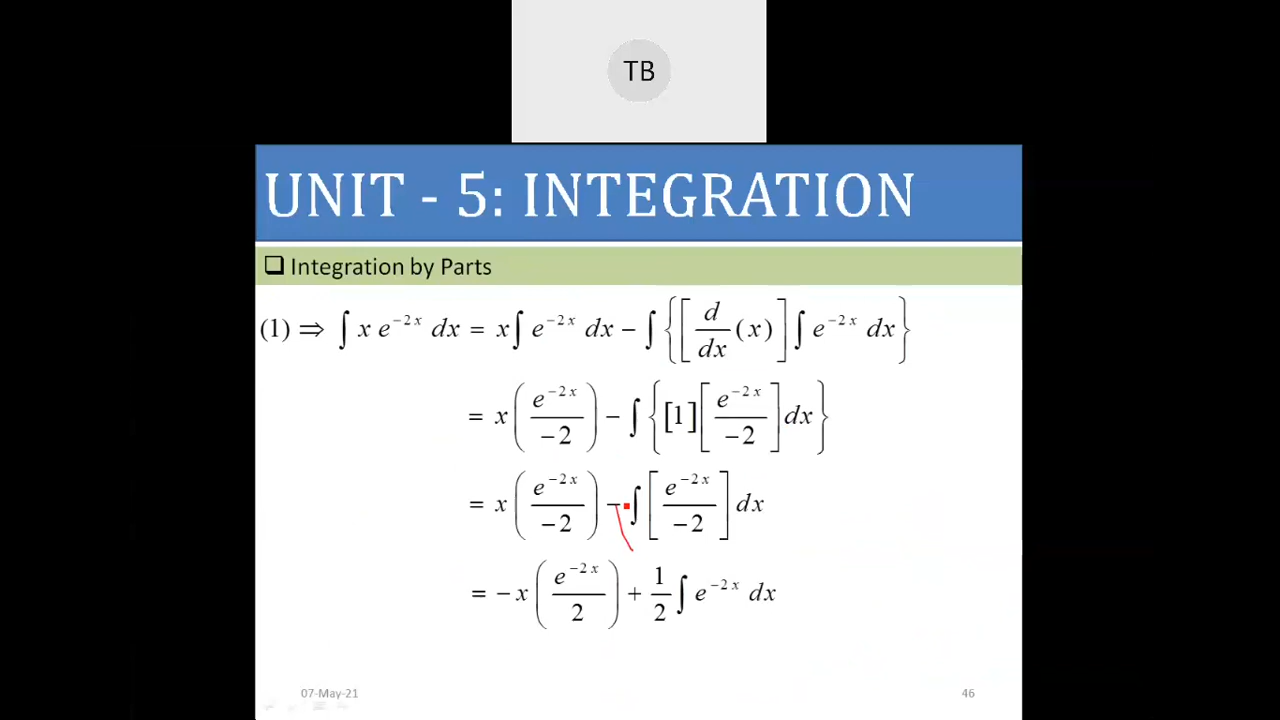 TB
UNIT - 5: INTEGRATION
❑ Integration by Parts
(1) ⇒ ∫ x e^{-2x} dx = x ∫ e^{-2x} dx − ∫ { [ d/dx (x) ] ∫ e^{-2x} dx }
= x ( e^{-2x} / −2 ) − ∫ { [1] [ e^{-2x} / −2 ] dx }
= x ( e^{-2x} / −2 ) − ∫ [ e^{-2x} / −2 ] dx
= − x ( e^{-2x} / 2 ) + 1/2 ∫ e^{-2x} dx
07-May-21 46